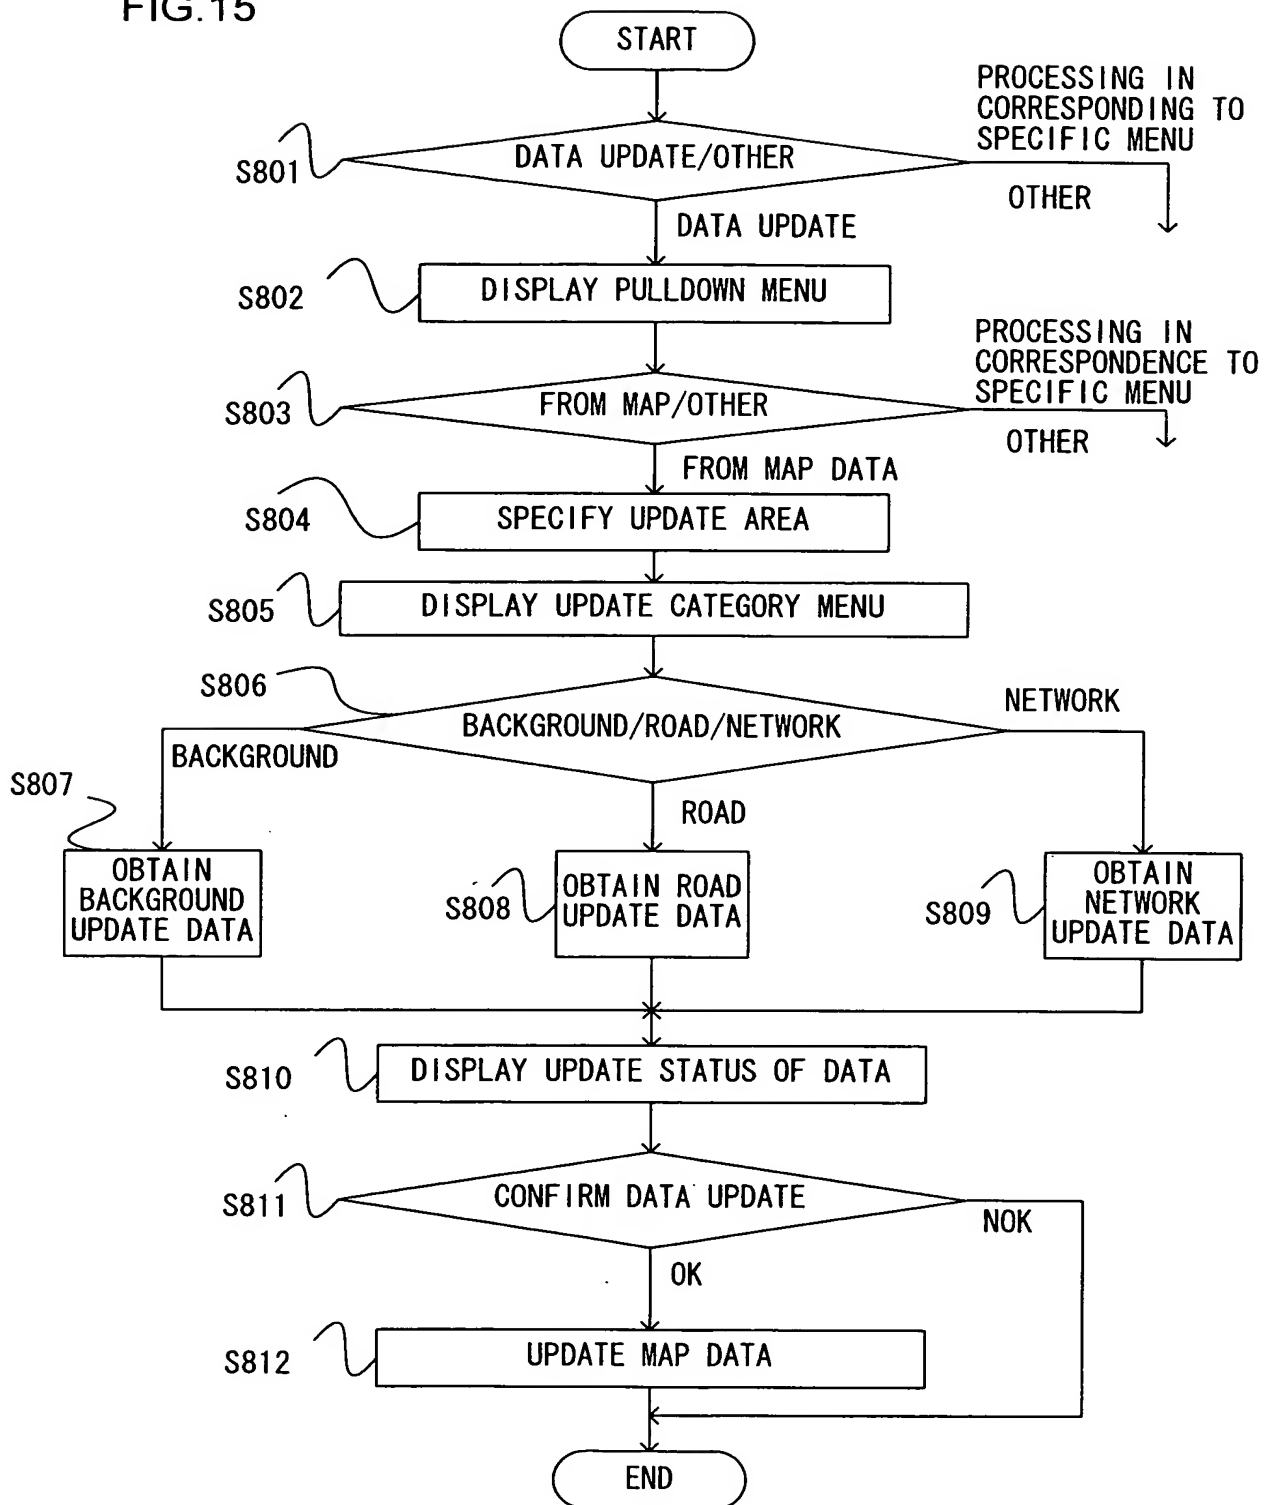 FIG.15
START
PROCESSING IN
CORRESPONDING TO
SPECIFIC MENU
S801
DATA UPDATE/OTHER
OTHER
DATA UPDATE
S802
DISPLAY PULLDOWN MENU
PROCESSING IN
CORRESPONDENCE TO
SPECIFIC MENU
S803
FROM MAP/OTHER
OTHER
FROM MAP DATA
S804
SPECIFY UPDATE AREA
S805
DISPLAY UPDATE CATEGORY MENU
S806
BACKGROUND/ROAD/NETWORK
NETWORK
BACKGROUND
ROAD
S807
OBTAIN
BACKGROUND
UPDATE DATA
S808
OBTAIN ROAD
UPDATE DATA
S809
OBTAIN
NETWORK
UPDATE DATA
S810
DISPLAY UPDATE STATUS OF DATA
S811
CONFIRM DATA UPDATE
NOK
OK
S812
UPDATE MAP DATA
END